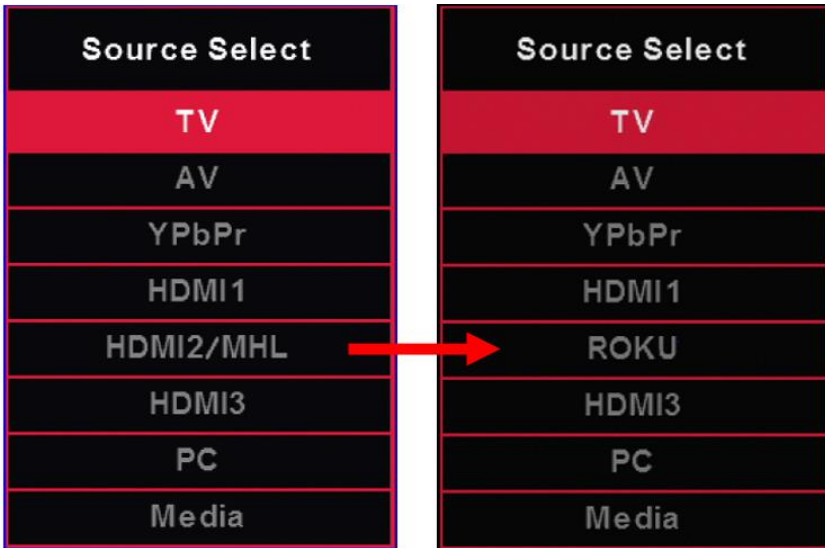 Source Select
TV
AV
YPbPr
HDMI1
HDMI2/MHL
HDMI3
PC
Media
Source Select
TV
AV
YPbPr
HDMI1
ROKU
HDMI3
PC
Media